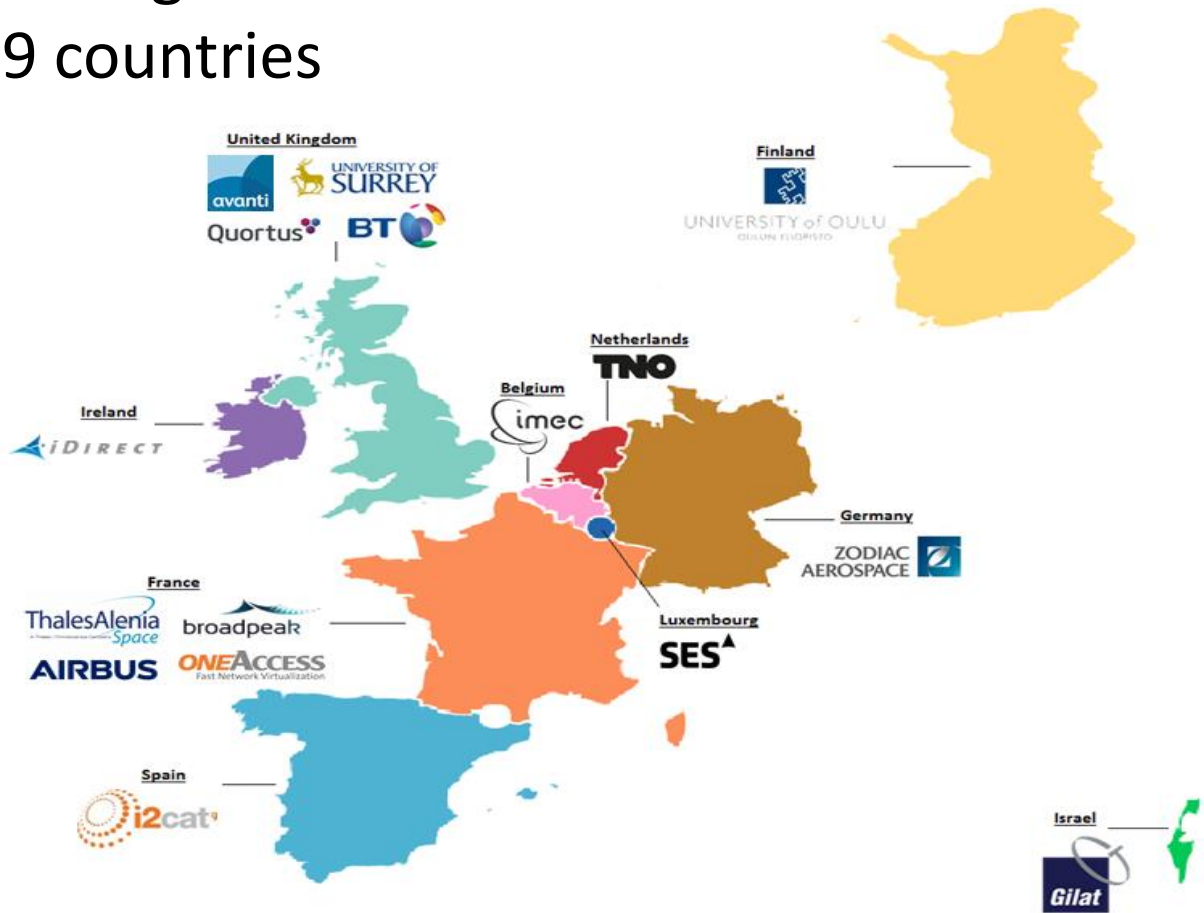 9 countries
United Kingdom
avanti
UNIVERSITY OF
SURREY
Quortus
BT
Finland
UNIVERSITY of OULU
OULUN YLIOPISTO
Netherlands
TNO
Belgium
imec
Ireland
iDIRECT
Germany
ZODIAC
AEROSPACE
France
ThalesAlenia
Space
broadpeak
AIRBUS
ONEACCESS
Fast Network Virtualization
Luxembourg
SES
Spain
i2cat
Israel
Gilat